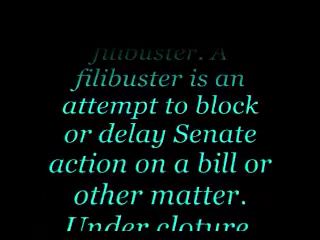 filibuster. A
filibuster is an
attempt to block
or delay Senate
action on a bill or
other matter.
Under cloture,